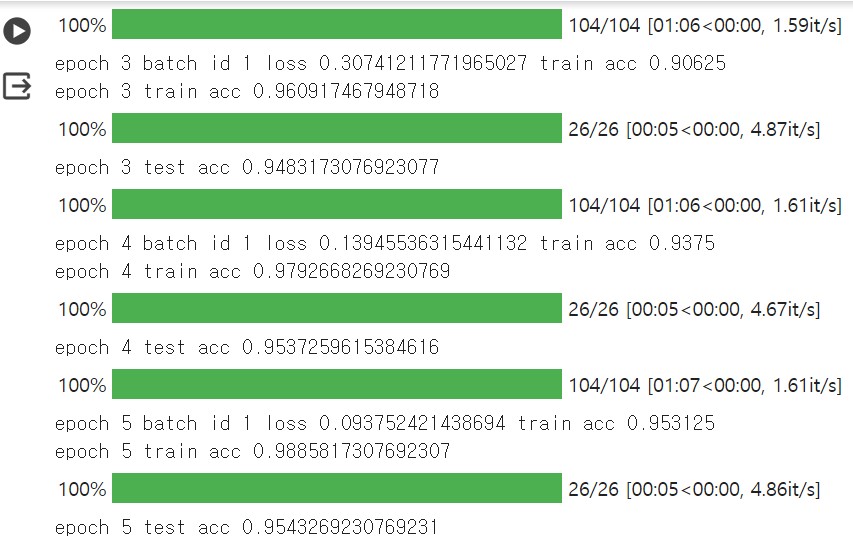 100% 104/104 [01:06<00:00, 1.59it/s]
epoch 3 batch id 1 loss 0.30741211771965027 train acc 0.90625
epoch 3 train acc 0.960917467948718
100% 26/26 [00:05<00:00, 4.87it/s]
epoch 3 test acc 0.9483173076923077
100% 104/104 [01:06<00:00, 1.61it/s]
epoch 4 batch id 1 loss 0.13945536315441132 train acc 0.9375
epoch 4 train acc 0.9792668269230769
100% 26/26 [00:05<00:00, 4.67it/s]
epoch 4 test acc 0.9537259615384616
100% 104/104 [01:07<00:00, 1.61it/s]
epoch 5 batch id 1 loss 0.093752421438694 train acc 0.953125
epoch 5 train acc 0.9885817307692307
100% 26/26 [00:05<00:00, 4.86it/s]
epoch 5 test acc 0.9543269230769231